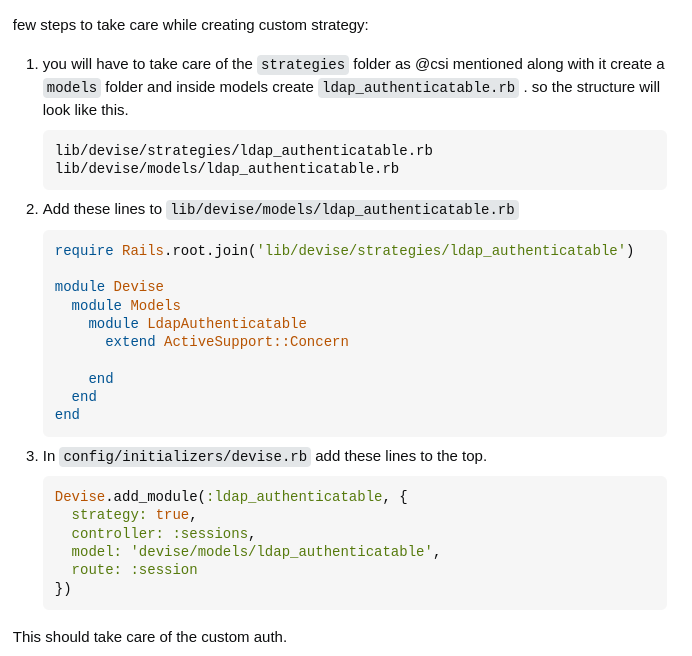 few steps to take care while creating custom strategy:
1. you will have to take care of the strategies folder as @csi mentioned along with it create a
models folder and inside models create ldap_authenticatable.rb . so the structure will
look like this.
lib/devise/strategies/ldap_authenticatable.rb
lib/devise/models/ldap_authenticatable.rb
2. Add these lines to lib/devise/models/ldap_authenticatable.rb
require Rails.root.join('lib/devise/strategies/ldap_authenticatable')
module Devise
  module Models
    module LdapAuthenticatable
      extend ActiveSupport::Concern
    end
  end
end
3. In config/initializers/devise.rb add these lines to the top.
Devise.add_module(:ldap_authenticatable, {
  strategy: true,
  controller: :sessions,
  model: 'devise/models/ldap_authenticatable',
  route: :session
})
This should take care of the custom auth.